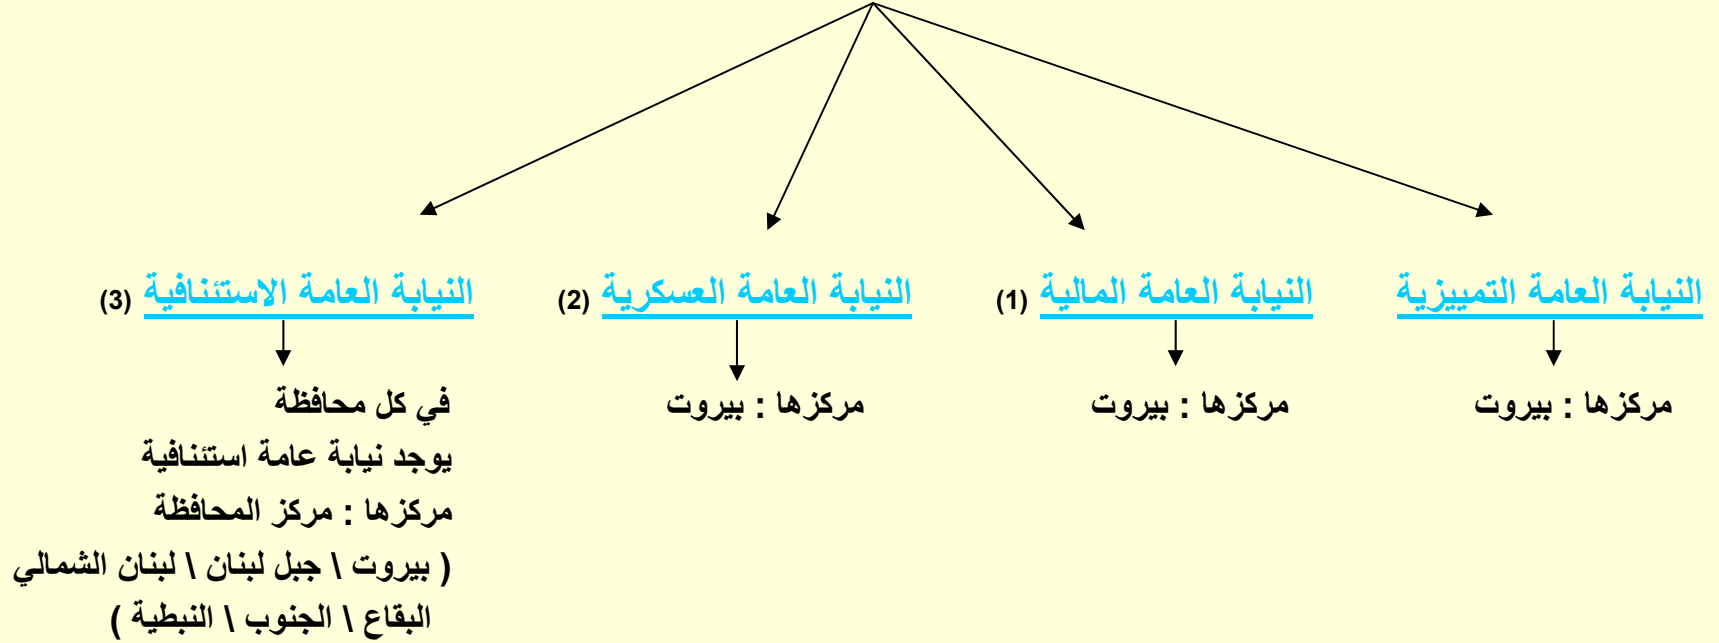 النيابة العامة التمييزية
مركزها : بيروت
النيابة العامة المالية (1)
مركزها : بيروت
النيابة العامة العسكرية (2)
مركزها : بيروت
النيابة العامة الاستئنافية (3)
في كل محافظة
يوجد نيابة عامة استئنافية
مركزها : مركز المحافظة
( بيروت \ جبل لبنان \ لبنان الشمالي
البقاع \ الجنوب \ النبطية )